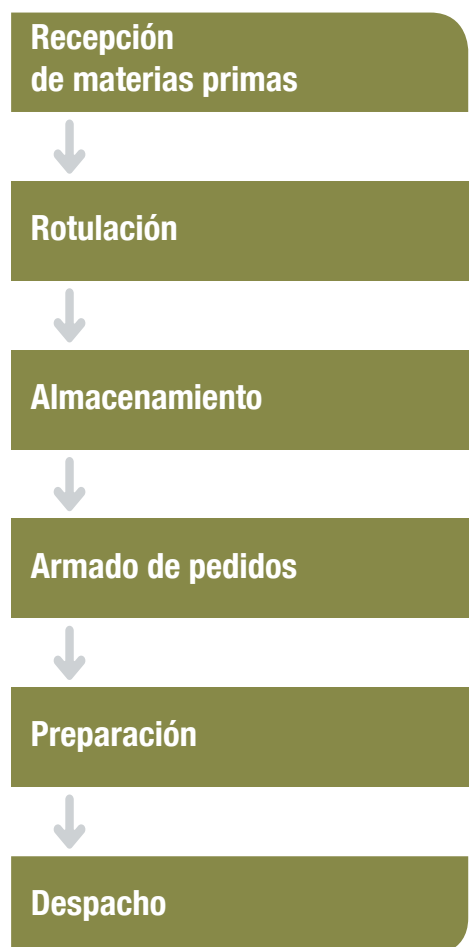 Recepción
de materias primas
Rotulación
Almacenamiento
Armado de pedidos
Preparación
Despacho